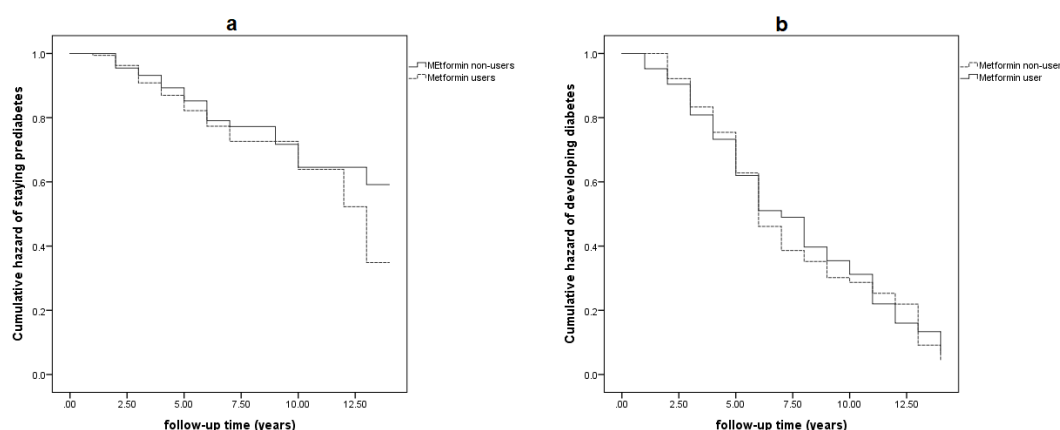 a
1.0
0.8
0.6
0.4
0.2
0.0
Cumulative hazard of staying prediabetes
.00 2.50 5.00 7.50 10.00 12.50
follow-up time (years)
MEtformin non-users
Metformin users
b
1.0
0.8
0.6
0.4
0.2
0.0
Cumulative hazard of developing diabetes
.00 2.50 5.00 7.50 10.00 12.50
follow-up time (years)
Metformin non-user
Metformin user